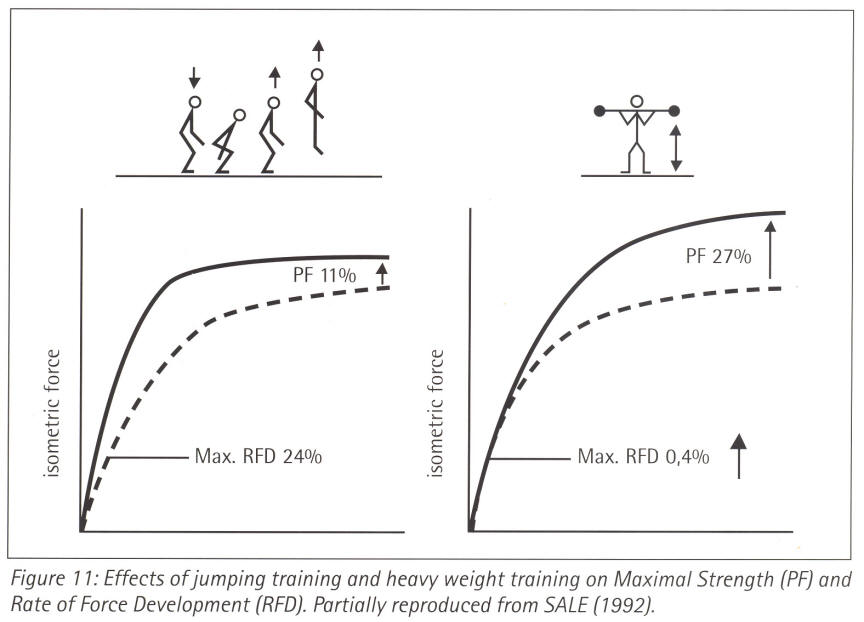 PF 11%
PF 27%
isometric force
isometric force
Max. RFD 24%
Max. RFD 0,4%
Figure 11: Effects of jumping training and heavy weight training on Maximal Strength (PF) and
Rate of Force Development (RFD). Partially reproduced from SALE (1992).